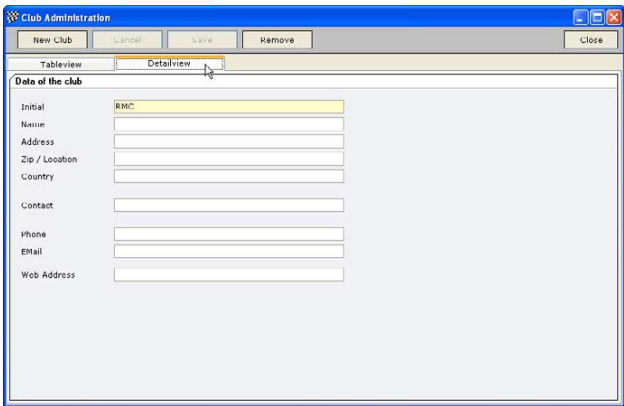 Club Administration
New Club Cancel Save Remove Close
Tableview Detailview
Data of the club
Initial RMC
Name
Address
Zip / Location
Country
Contact
Phone
EMail
Web Address